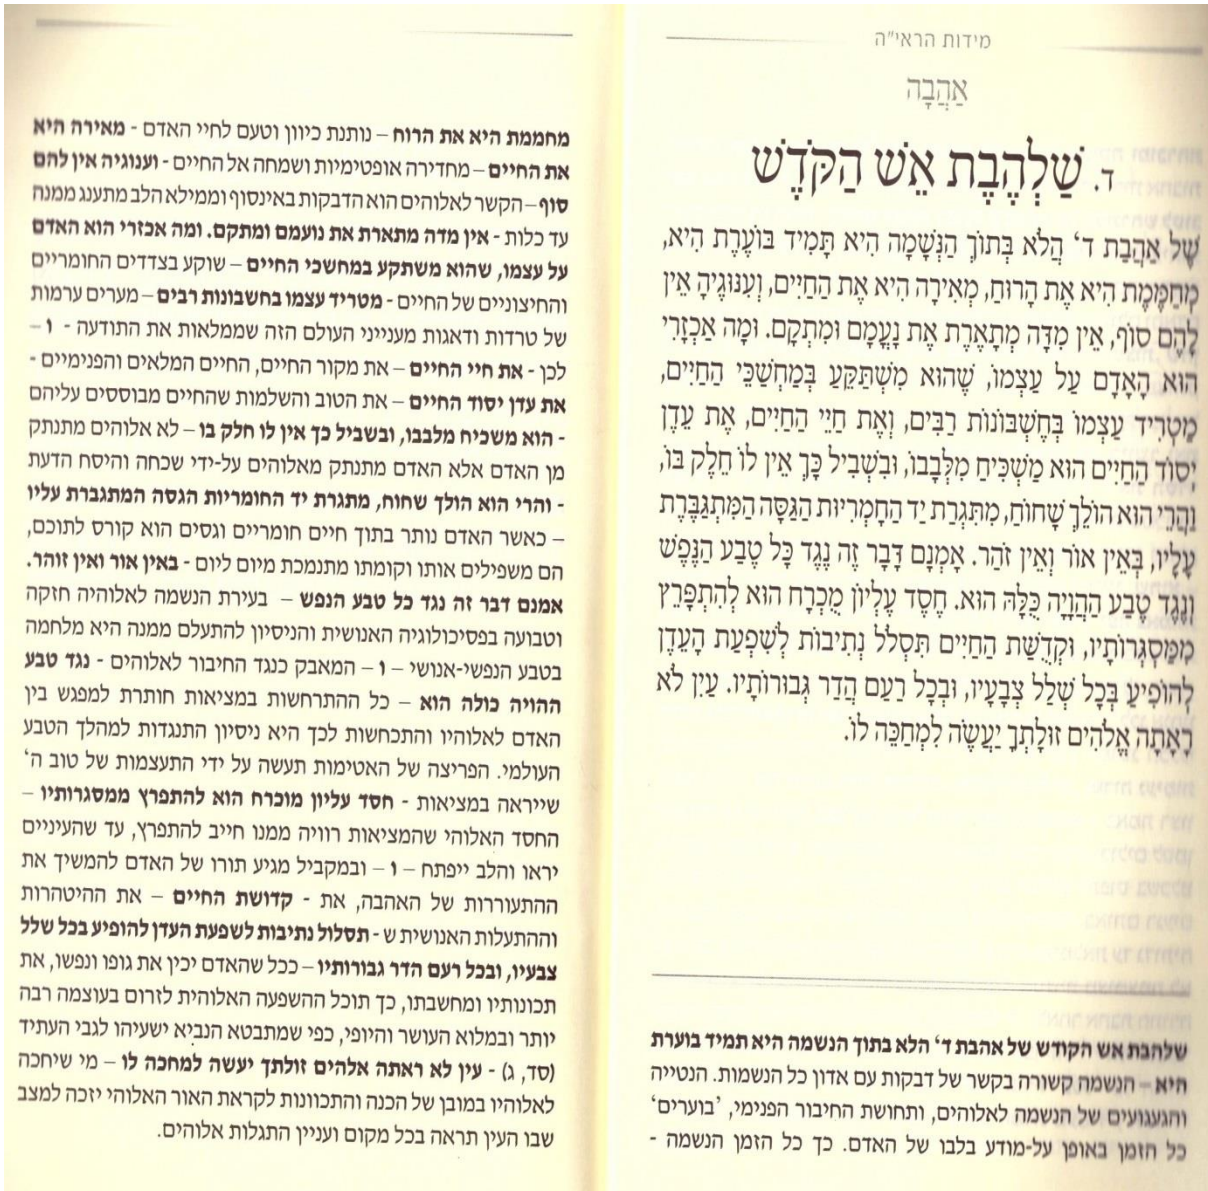 מידות הראי״ה
אַהֲבָה
ד. שַׁלְהֶבֶת אֵשׁ הַקֹּדֶשׁ
שֶׁל אַהֲבַת ד׳ הֲלֹא בְּתוֹךְ הַנְּשָׁמָה הִיא תָּמִיד בּוֹעֶרֶת הִיא,
מְחַמֶּמֶת הִיא אֶת הָרוּחַ, מְאִירָה הִיא אֶת הַחַיִּים, וְעִנּוּגֶיהָ אֵין
לָהֶם סוֹף, אֵין מִדָּה מְתָאֶרֶת אֶת נָעֳמָם וּמִתְקָם. וּמָה אַכְזָרִי
הוּא הָאָדָם עַל עַצְמוֹ, שֶׁהוּא מִשְׁתַּקֵּעַ בְּמַחְשַׁכֵּי הַחַיִּים,
מַטְרִיד עַצְמוֹ בְּחֶשְׁבּוֹנוֹת רַבִּים, וְאֶת חַיֵּי הַחַיִּים, אֶת עֵדֶן
יְסוֹד הַחַיִּים הוּא מַשְׁכִּיחַ מִלְּבָבוֹ, וּבִשְׁבִיל כָּךְ אֵין לוֹ חֵלֶק בּוֹ,
וַהֲרֵי הוּא הוֹלֵךְ שָׁחוֹחַ, מִתִּגְרַת יַד הַחָמְרִיּוּת הַגַּסָּה הַמִּתְגַּבֶּרֶת
עָלָיו, בְּאֵין אוֹר וְאֵין זֹהַר. אָמְנָם דָּבָר זֶה נֶגֶד כָּל טֶבַע הַנֶּפֶשׁ
וְנֶגֶד טֶבַע הַהֲוָיָה כֻּלָּהּ הוּא. חֶסֶד עֶלְיוֹן מֻכְרָח הוּא לְהִתְפָּרֵץ
מִמַּסְגְּרוֹתָיו, וּקְדֻשַּׁת הַחַיִּים תִּסְלֹל נְתִיבוֹת לְשִׁפְעַת הָעֵדֶן
לְהוֹפִיעַ בְּכָל שְׁלַל צְבָעָיו, וּבְכָל רַעַם הֲדַר גְּבוּרוֹתָיו. עַיִן לֹא
רָאָתָה אֱלֹהִים זוּלָתְךָ יַעֲשֶׂה לִמְחַכֵּה לוֹ.
שלהבת אש הקודש של אהבת ד׳ הלא בתוך הנשמה היא תמיד בוערת
היא – הנשמה קשורה בקשר של דבקות עם אדון כל הנשמות. הנטייה
והגעגועים של הנשמה לאלוהים, ותחושת החיבור הפנימי, ׳בוערים׳
כל הזמן באופן על-מודע בלבו של האדם. כך כל הזמן הנשמה -
מחממת היא את הרוח – נותנת כיוון וטעם לחיי האדם - מאירה היא
את החיים – מחדירה אופטימיות ושמחה אל החיים - וענוגיה אין להם
סוף – הקשר לאלוהים הוא הדבקות באינסוף וממילא הלב מתענג ממנה
עד כלות - אין מדה מתארת את נועמם ומתקם. ומה אכזרי הוא האדם
על עצמו, שהוא משתקע במחשכי החיים – שוקע בצדדים החומריים
והחיצוניים של החיים - מטריד עצמו בחשבונות רבים – מערים ערמות
של טרדות ודאגות מענייני העולם הזה שממלאות את התודעה - ו –
לכן - את חיי החיים – את מקור החיים, החיים המלאים והפנימיים -
את עדן יסוד החיים – את הטוב והשלמות שהחיים מבוססים עליהם
- הוא משכיח מלבבו, ובשביל כך אין לו חלק בו – לא אלוהים מתנתק
מן האדם אלא האדם מתנתק מאלוהים על-ידי שכחה והיסח הדעת
- והרי הוא הולך שחוח, מתגרת יד החומריות הגסה המתגברת עליו
– כאשר האדם נותר בתוך חיים חומריים וגסים הוא קורס לתוכם,
הם משפילים אותו וקומתו מתנמכת מיום ליום - באין אור ואין זוהר.
אמנם דבר זה נגד כל טבע הנפש – בעירת הנשמה לאלוהיה חזקה
וטבועה בפסיכולוגיה האנושית והניסיון להתעלם ממנה היא מלחמה
בטבע הנפשי-אנושי – ו – המאבק כנגד החיבור לאלוהים - נגד טבע
ההויה כולה הוא – כל ההתרחשות במציאות חותרת למפגש בין
האדם לאלוהיו והתכחשות לכך היא ניסיון התנגדות למהלך הטבע
העולמי. הפריצה של האטימות תעשה על ידי התעצמות של טוב ה׳
שייראה במציאות - חסד עליון מוכרח הוא להתפרץ ממסגרותיו –
החסד האלוהי שהמציאות רוויה ממנו חייב להתפרץ, עד שהעיניים
יראו והלב ייפתח – ו – ובמקביל מגיע תורו של האדם להמשיך את
ההתעוררות של האהבה, את - קדושת החיים – את ההיטהרות
וההתעלות האנושית ש - תסלול נתיבות לשפעת העדן להופיע בכל שלל
צבעיו, ובכל רעם הדר גבורותיו – ככל שהאדם יכין את גופו ונפשו, את
תכונותיו ומחשבתו, כך תוכל ההשפעה האלוהית לזרום בעוצמה רבה
יותר ובמלוא העושר והיופי, כפי שמתבטא הנביא ישעיהו לגבי העתיד
(סד, ג) - עין לא ראתה אלהים זולתך יעשה למחכה לו – מי שיחכה
לאלוהיו במובן של הכנה והתכוונות לקראת האור האלוהי יזכה למצב
שבו העין תראה בכל מקום ועניין התגלות אלוהים.